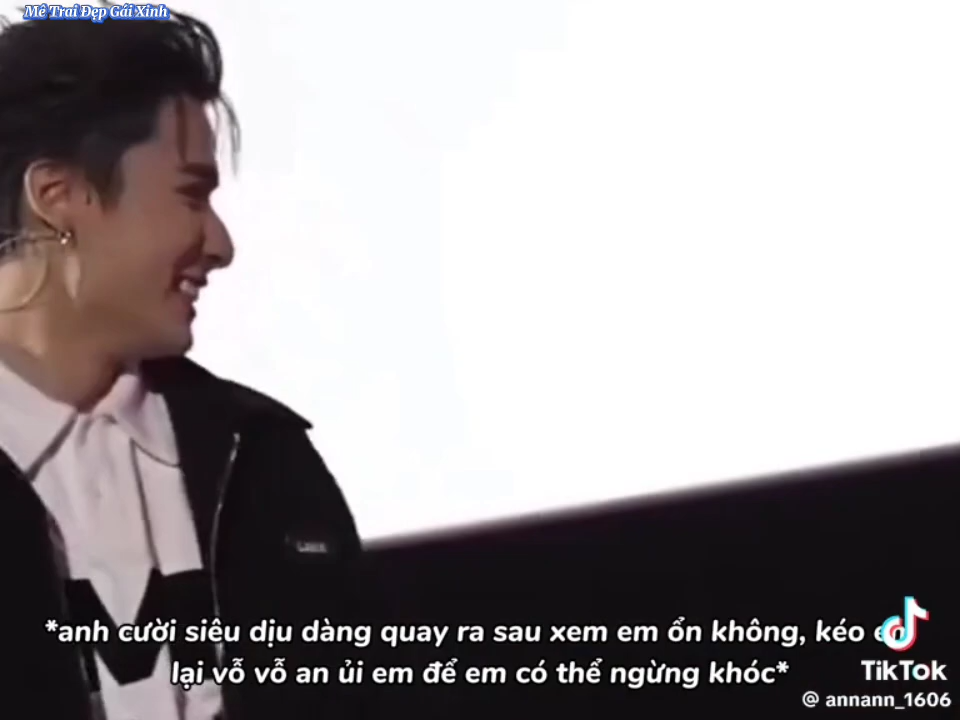 Mê Trai Đẹp Gái Xinh
*anh cười siêu dịu dàng quay ra sau xem em ổn không, kéo em
lại vỗ vỗ an ủi em để em có thể ngừng khóc*
TikTok
@ annann_1606